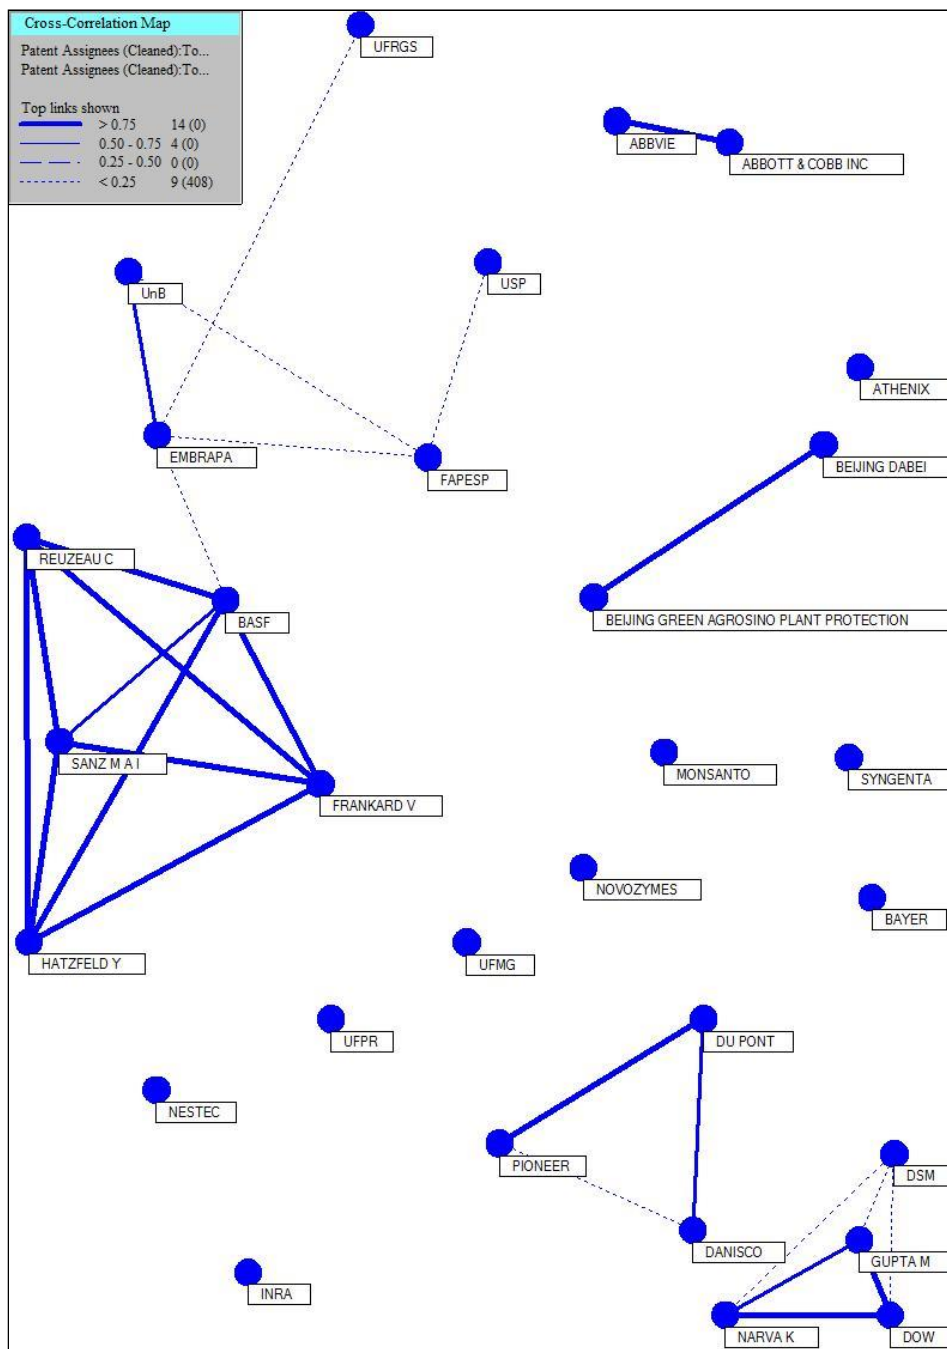 Cross-Correlation Map
Patent Assignees (Cleaned):To...
Patent Assignees (Cleaned):To...
Top links shown
> 0.75 14 (0)
0.50 - 0.75 4 (0)
0.25 - 0.50 0 (0)
< 0.25 9 (408)
UFRGS
ABBVIE
ABBOTT & COBB INC
UnB
USP
ATHENIX
EMBRAPA
FAPESP
BEIJING DABEI
REUZEAU C
BASF
BEIJING GREEN AGROSINO PLANT PROTECTION
SANZ M A I
FRANKARD V
MONSANTO
SYNGENTA
NOVOZYMES
BAYER
HATZFELD Y
UFMG
UFPR
DU PONT
NESTEC
PIONEER
DSM
DANISCO
GUPTA M
INRA
NARVA K
DOW